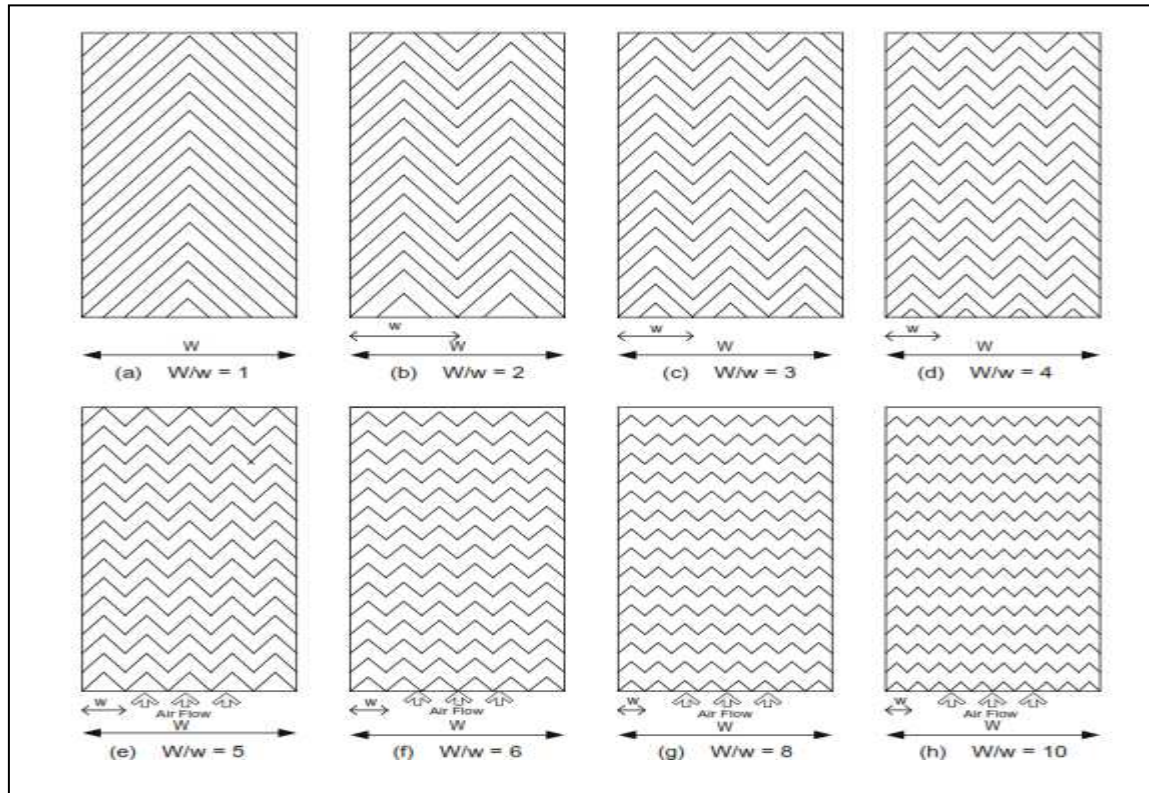 w
W
(a) W/w = 1
w
W
(b) W/w = 2
w
W
(c) W/w = 3
w
W
(d) W/w = 4
w
Air Flow
W
(e) W/w = 5
w
Air Flow
W
(f) W/w = 6
w
Air Flow
W
(g) W/w = 8
w
Air Flow
W
(h) W/w = 10